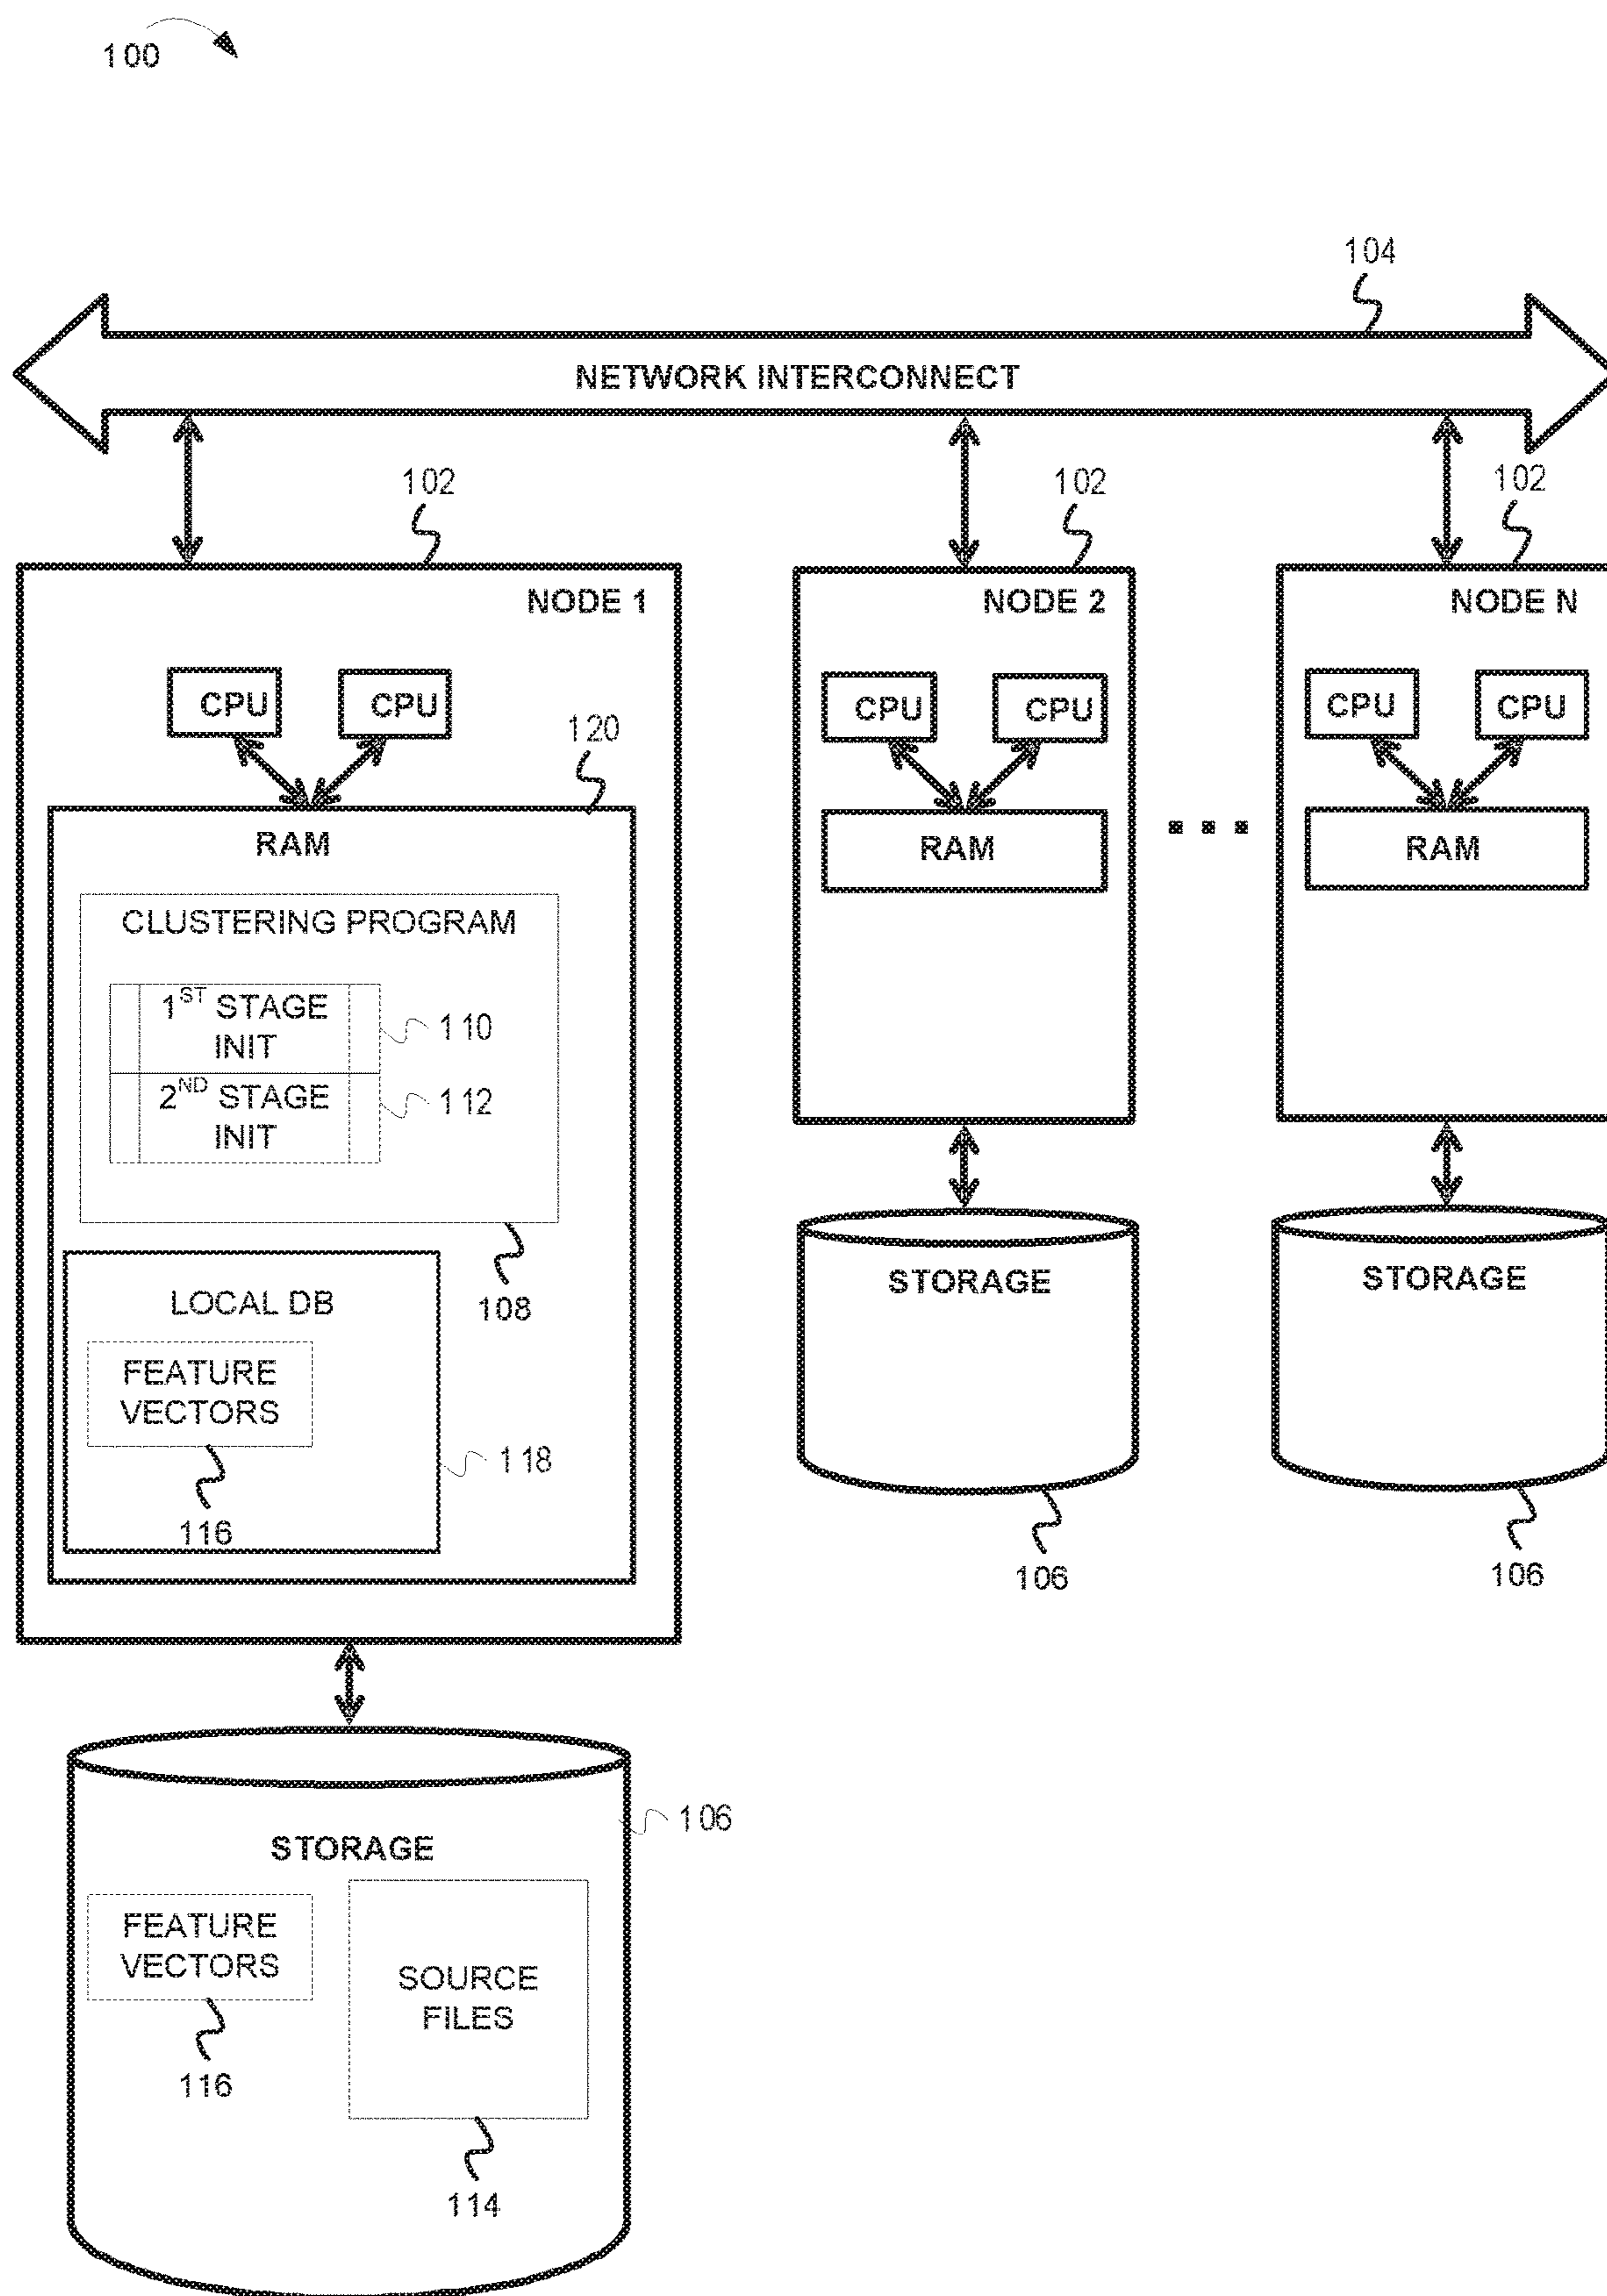 100
104
NETWORK INTERCONNECT
102
102
102
NODE 1
NODE 2
NODE N
CPU
CPU
CPU
CPU
CPU
CPU
120
RAM
RAM
RAM
CLUSTERING PROGRAM
1ST STAGE
INIT
110
2ND STAGE
INIT
112
108
LOCAL DB
FEATURE
VECTORS
118
116
STORAGE
STORAGE
106
106
106
STORAGE
FEATURE
VECTORS
SOURCE
FILES
116
114